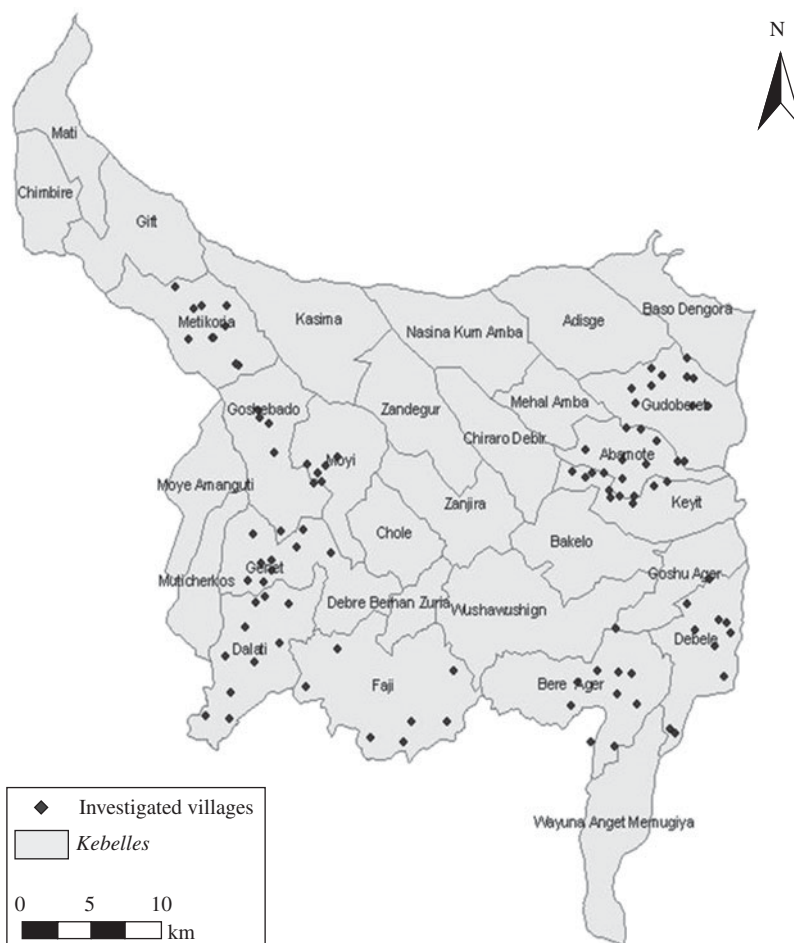 N
Mati
Chimbire
Gift
Baso Dengora
Metikoria
Kasima
Adisge
Nasina Kum Amba
Goshebado
Zandegur
Mehal Amba
Gudoberet
Chiraro Debir
Moyi
Abamote
Moye Amanguti
Zanjira
Keyit
Chole
Bakelo
Genet
Goshu Ager
Muticherkos
Debre Berhan Zuria
Wushawushign
Debele
Dalati
Faji
Bere Ager
Wayuna Anget Memugiya
Investigated villages
Kebelles
0 5 10
km